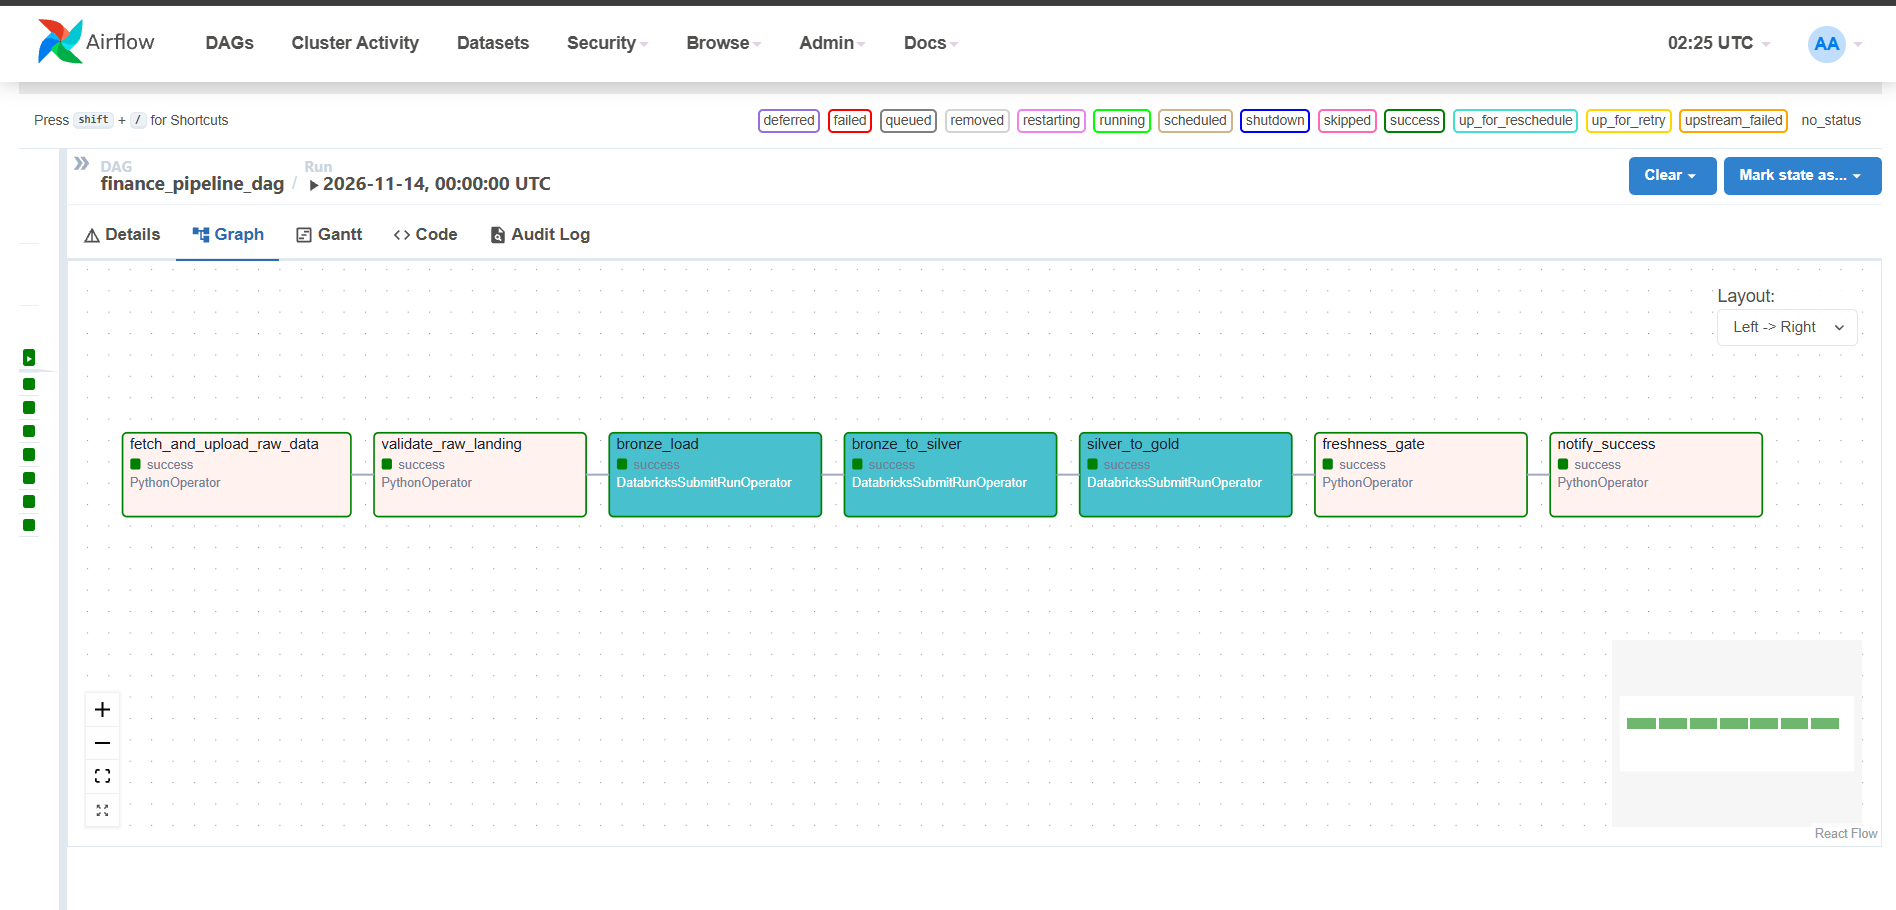 Airflow DAGs Cluster Activity Datasets Security Browse Admin Docs 02:25 UTC AA
Press shift + / for Shortcuts deferred failed queued removed restarting running scheduled shutdown skipped success up_for_reschedule up_for_retry upstream_failed no_status
DAG Run
finance_pipeline_dag / 2026-11-14, 00:00:00 UTC Clear Mark state as...
Details Graph Gantt Code Audit Log
Layout:
Left -> Right
fetch_and_upload_raw_data
success
PythonOperator
validate_raw_landing
success
PythonOperator
bronze_load
success
DatabricksSubmitRunOperator
bronze_to_silver
success
DatabricksSubmitRunOperator
silver_to_gold
success
DatabricksSubmitRunOperator
freshness_gate
success
PythonOperator
notify_success
success
PythonOperator
React Flow